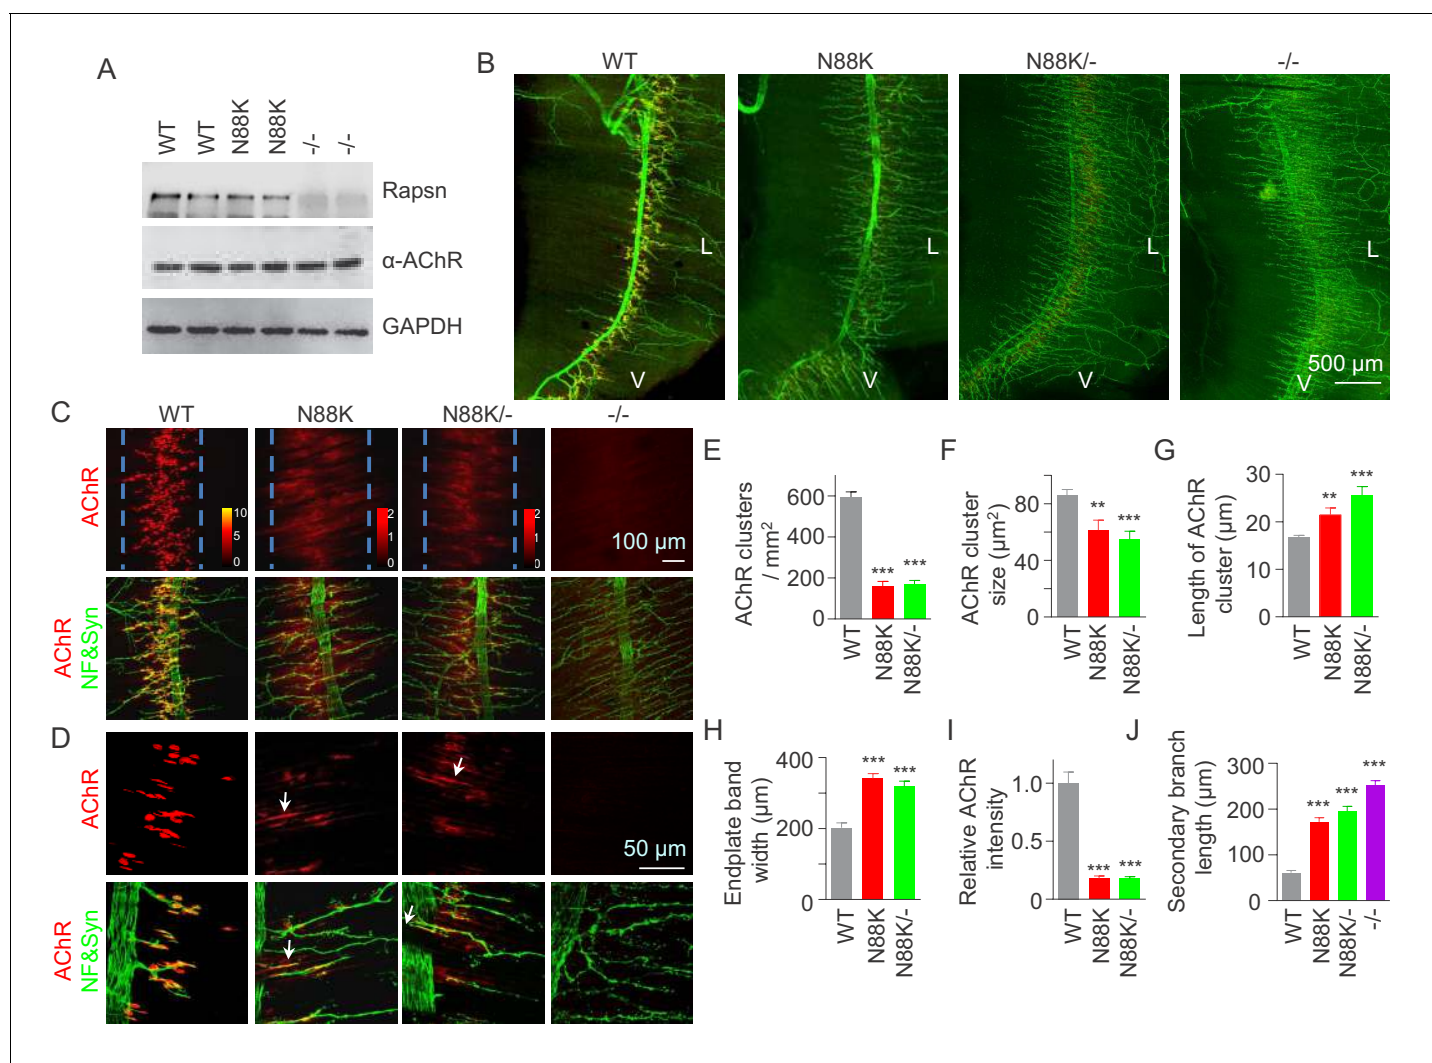 A
WT
WT
N88K
N88K
-/-
-/-
Rapsn
α-AChR
GAPDH
B
WT
N88K
N88K/-
-/-
L
V
L
V
L
V
L
V
500 µm
C
WT
N88K
N88K/-
-/-
AChR
10
0
2
1
0
2
1
0
100 µm
AChR
NF&Syn
D
AChR
50 µm
AChR
NF&Syn
E
AChR clusters
/ mm²
600
400
200
0
***
***
WT
N88K
N88K/-
F
AChR cluster
size (µm²)
80
40
0
**
***
WT
N88K
N88K/-
G
Length of AChR
cluster (µm)
30
20
10
0
**
***
WT
N88K
N88K/-
H
Endplate band
width (µm)
400
200
0
***
***
WT
N88K
N88K/-
I
Relative AChR
intensity
1.0
0.5
0
***
***
WT
N88K
N88K/-
J
Secondary branch
length (µm)
300
200
100
0
***
***
***
WT
N88K
N88K/-
-/-